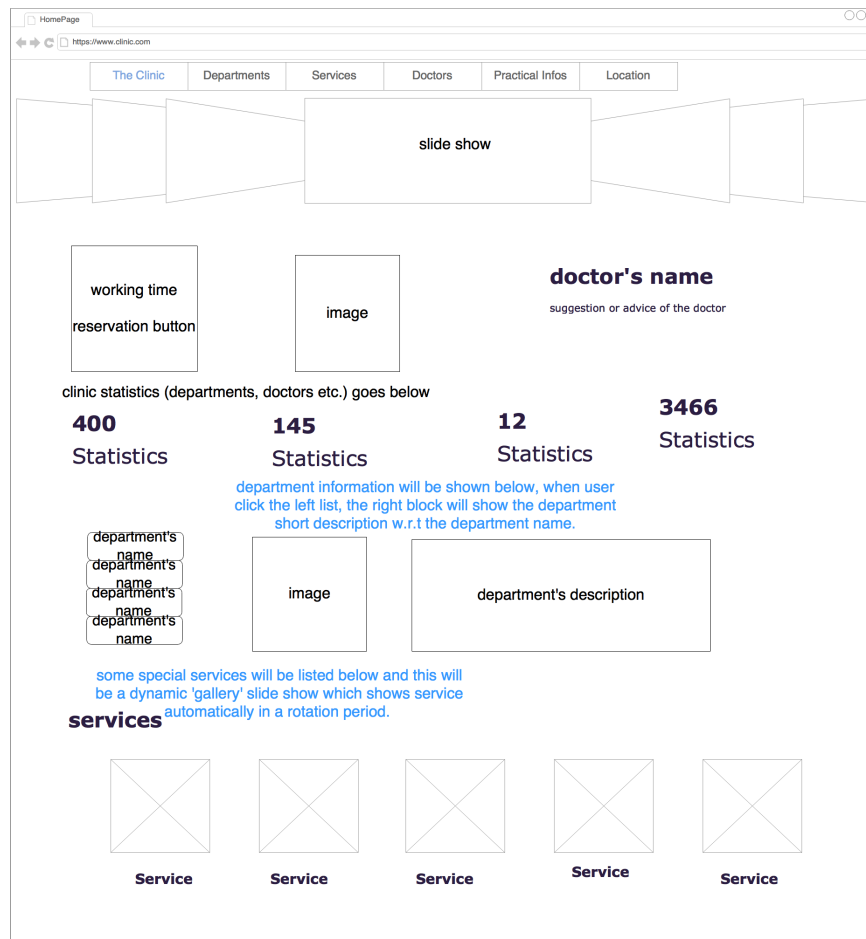 HomePage
https://www.clinic.com
The Clinic
Departments
Services
Doctors
Practical Infos
Location
slide show
working time
reservation button
image
doctor's name
suggestion or advice of the doctor
clinic statistics (departments, doctors etc.) goes below
400
Statistics
145
Statistics
12
Statistics
3466
Statistics
department information will be shown below, when user
click the left list, the right block will show the department
short description w.r.t the department name.
department's
name
department's
name
department's
name
department's
name
image
department's description
some special services will be listed below and this will
be a dynamic 'gallery' slide show which shows service
automatically in a rotation period.
services
Service
Service
Service
Service
Service